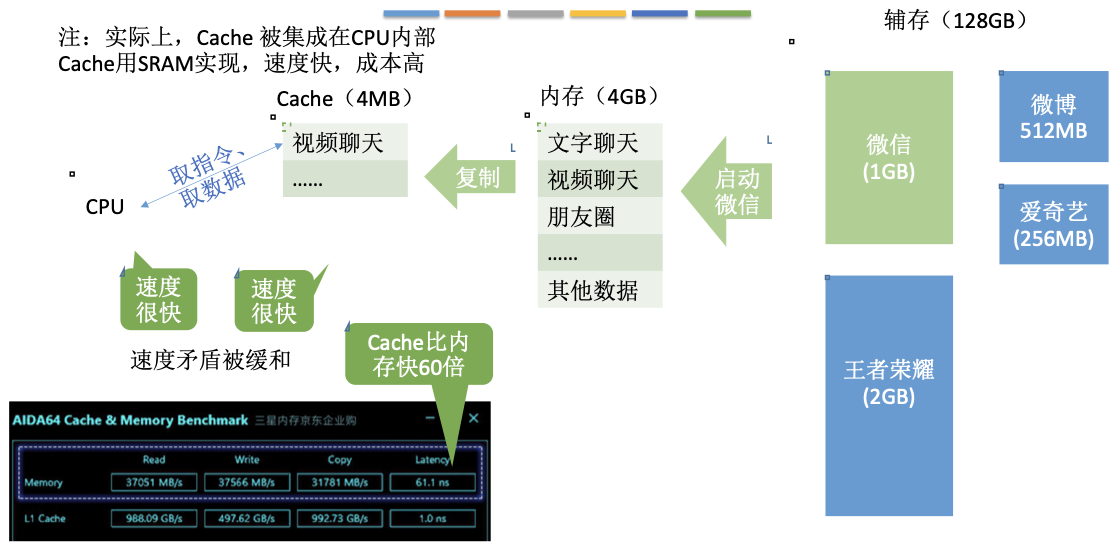 注：实际上，Cache 被集成在CPU内部
Cache用SRAM实现，速度快，成本高
辅存（128GB）
Cache（4MB）
内存（4GB）
视频聊天
......
取指令、
取数据
CPU
复制
文字聊天
视频聊天
朋友圈
......
其他数据
启动
微信
微信
(1GB)
微博
512MB
爱奇艺
(256MB)
王者荣耀
(2GB)
速度
很快
速度
很快
速度矛盾被缓和
Cache比内
存快60倍
AIDA64 Cache & Memory Benchmark 三星内存京东企业购
Read Write Copy Latency
Memory 37051 MB/s 37566 MB/s 31781 MB/s 61.1 ns
L1 Cache 988.09 GB/s 497.62 GB/s 992.73 GB/s 1.0 ns